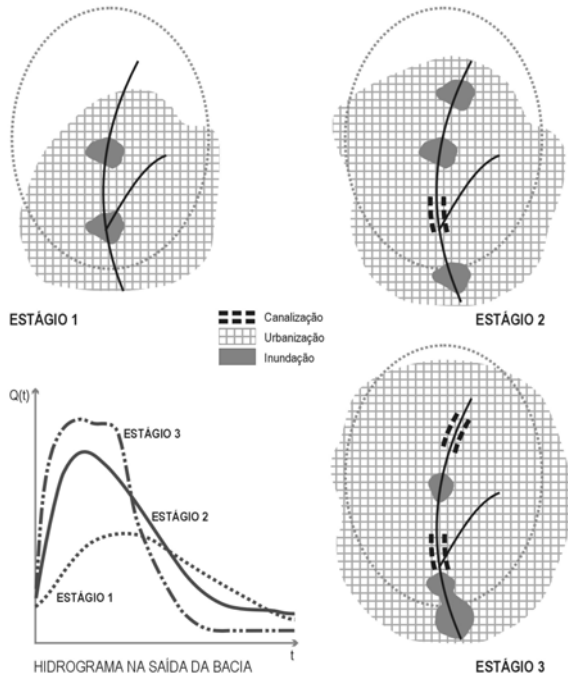 ESTÁGIO 1
Canalização
Urbanização
Inundação
ESTÁGIO 2
Q(t)
ESTÁGIO 3
ESTÁGIO 2
ESTÁGIO 1
t
HIDROGRAMA NA SAÍDA DA BACIA
ESTÁGIO 3